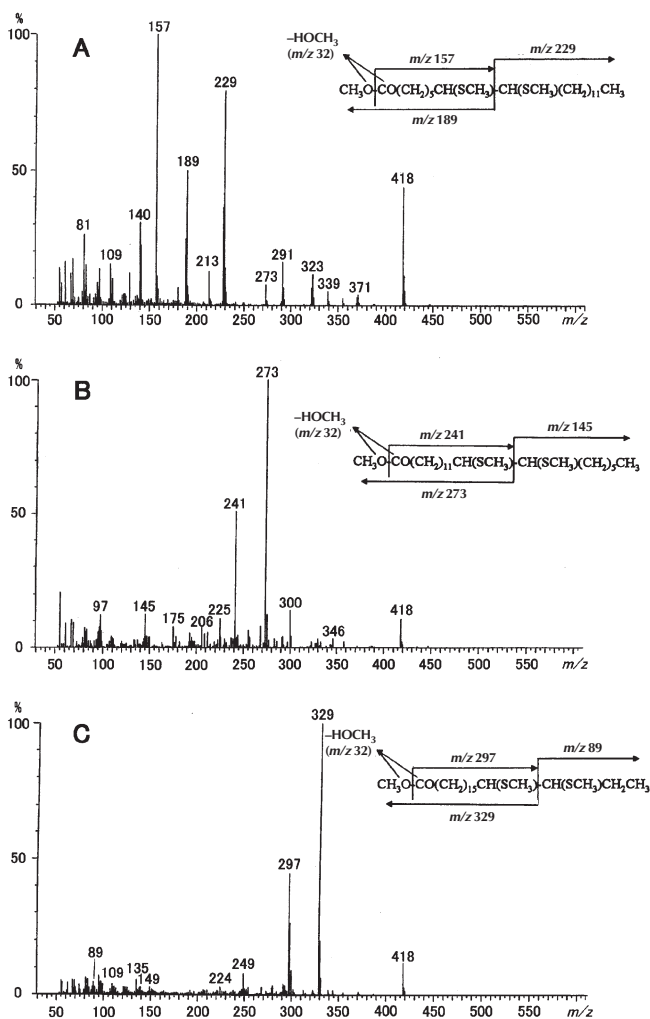 %
A
100
50
0
157
229
189
418
140
81
109
213
273
291
323
339
371
–HOCH3
(m/z 32)
m/z 157
m/z 229
CH3O-CO(CH2)5CH(SCH3)-CH(SCH3)(CH2)11CH3
m/z 189
50 100 150 200 250 300 350 400 450 500 550 m/z
%
B
100
50
0
273
241
97
145
175
206
225
300
346
418
–HOCH3
(m/z 32)
m/z 241
m/z 145
CH3O-CO(CH2)11CH(SCH3)-CH(SCH3)(CH2)5CH3
m/z 273
50 100 150 200 250 300 350 400 450 500 550 m/z
%
C
100
50
0
329
297
89
109
135
149
224
249
418
–HOCH3
(m/z 32)
m/z 297
m/z 89
CH3O-CO(CH2)15CH(SCH3)-CH(SCH3)CH2CH3
m/z 329
50 100 150 200 250 300 350 400 450 500 550 m/z